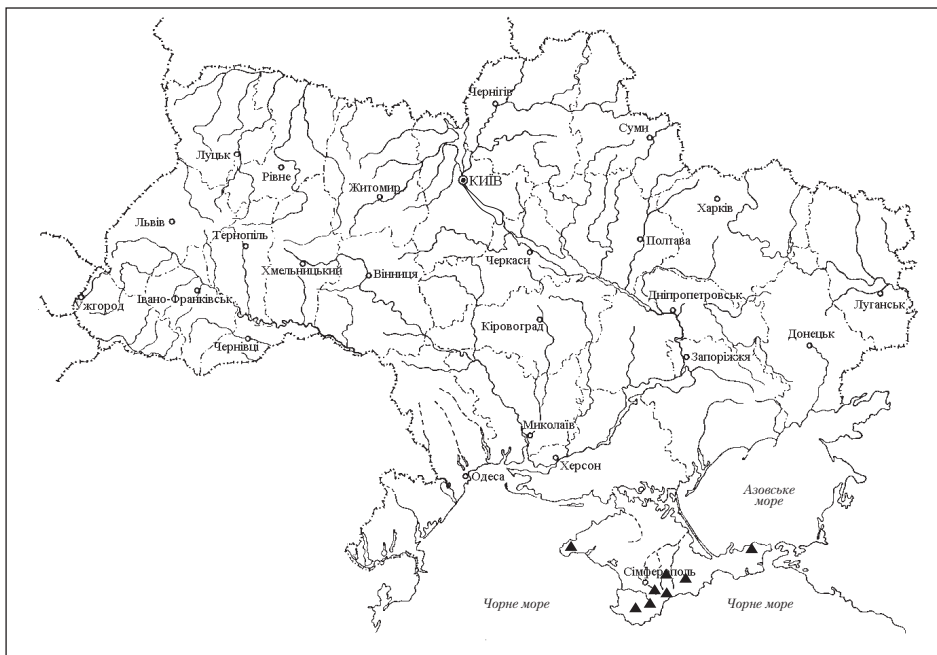 Чернігів
Суми
Луцьк
Рівне
КИЇВ
Житомир
Харків
Львів
Тернопіль
Полтава
Черкаси
Хмельницький
Вінниця
Ужгород
Івано-Франківськ
Дніпропетровськ
Луганськ
Кіровоград
Донецьк
Чернівці
Запоріжжя
Миколаїв
Херсон
Одеса
Азовське
море
Сімферополь
Чорне море
Чорне море